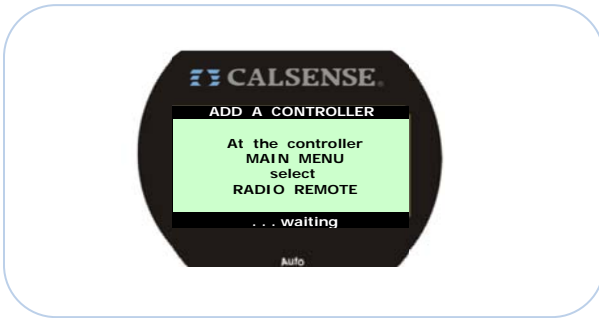 CALSENSE.
ADD A CONTROLLER
At the controller
MAIN MENU
select
RADIO REMOTE
. . . waiting
Auto